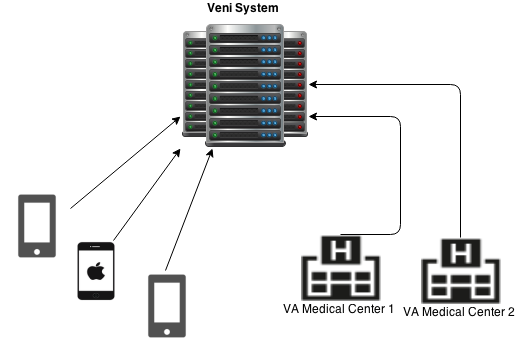 Veni System
H
H
VA Medical Center 1
VA Medical Center 2